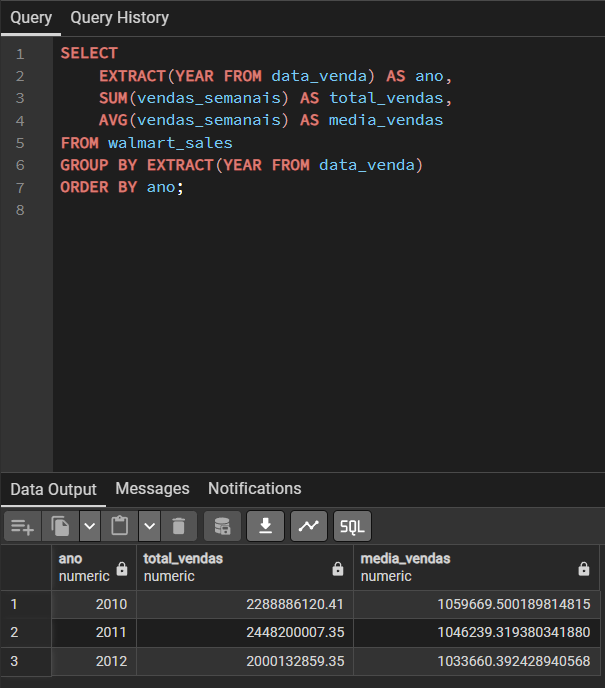 Query Query History
1 SELECT
2 EXTRACT(YEAR FROM data_venda) AS ano,
3 SUM(vendas_semanais) AS total_vendas,
4 AVG(vendas_semanais) AS media_vendas
5 FROM walmart_sales
6 GROUP BY EXTRACT(YEAR FROM data_venda)
7 ORDER BY ano;
8
Data Output Messages Notifications
SQL
ano total_vendas media_vendas
numeric numeric numeric
1 2010 2288886120.41 1059669.500189814815
2 2011 2448200007.35 1046239.319380341880
3 2012 2000132859.35 1033660.392428940568